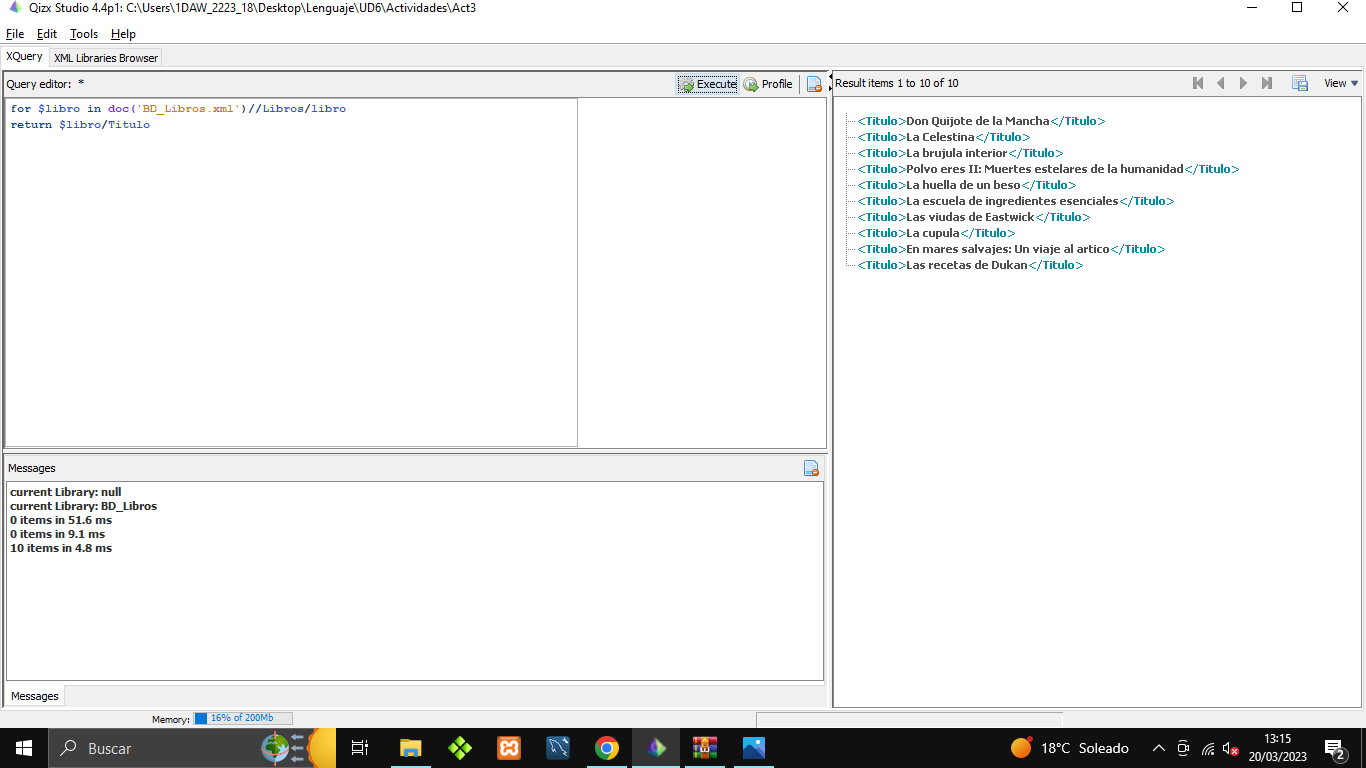 Qizx Studio 4.4p1: C:\Users\1DAW_2223_18\Desktop\Lenguaje\UD6\Actividades\Act3
File Edit Tools Help
XQuery XML Libraries Browser
Query editor: *
Execute Profile
for $libro in doc('BD_Libros.xml')//Libros/libro
return $libro/Titulo
Messages
current Library: null
current Library: BD_Libros
0 items in 51.6 ms
0 items in 9.1 ms
10 items in 4.8 ms
Messages
Memory: 16% of 200Mb
Result items 1 to 10 of 10 View
<Titulo>Don Quijote de la Mancha</Titulo>
<Titulo>La Celestina</Titulo>
<Titulo>La brujula interior</Titulo>
<Titulo>Polvo eres II: Muertes estelares de la humanidad</Titulo>
<Titulo>La huella de un beso</Titulo>
<Titulo>La escuela de ingredientes esenciales</Titulo>
<Titulo>Las viudas de Eastwick</Titulo>
<Titulo>La cupula</Titulo>
<Titulo>En mares salvajes: Un viaje al artico</Titulo>
<Titulo>Las recetas de Dukan</Titulo>
Buscar
18°C Soleado
13:15
20/03/2023
2